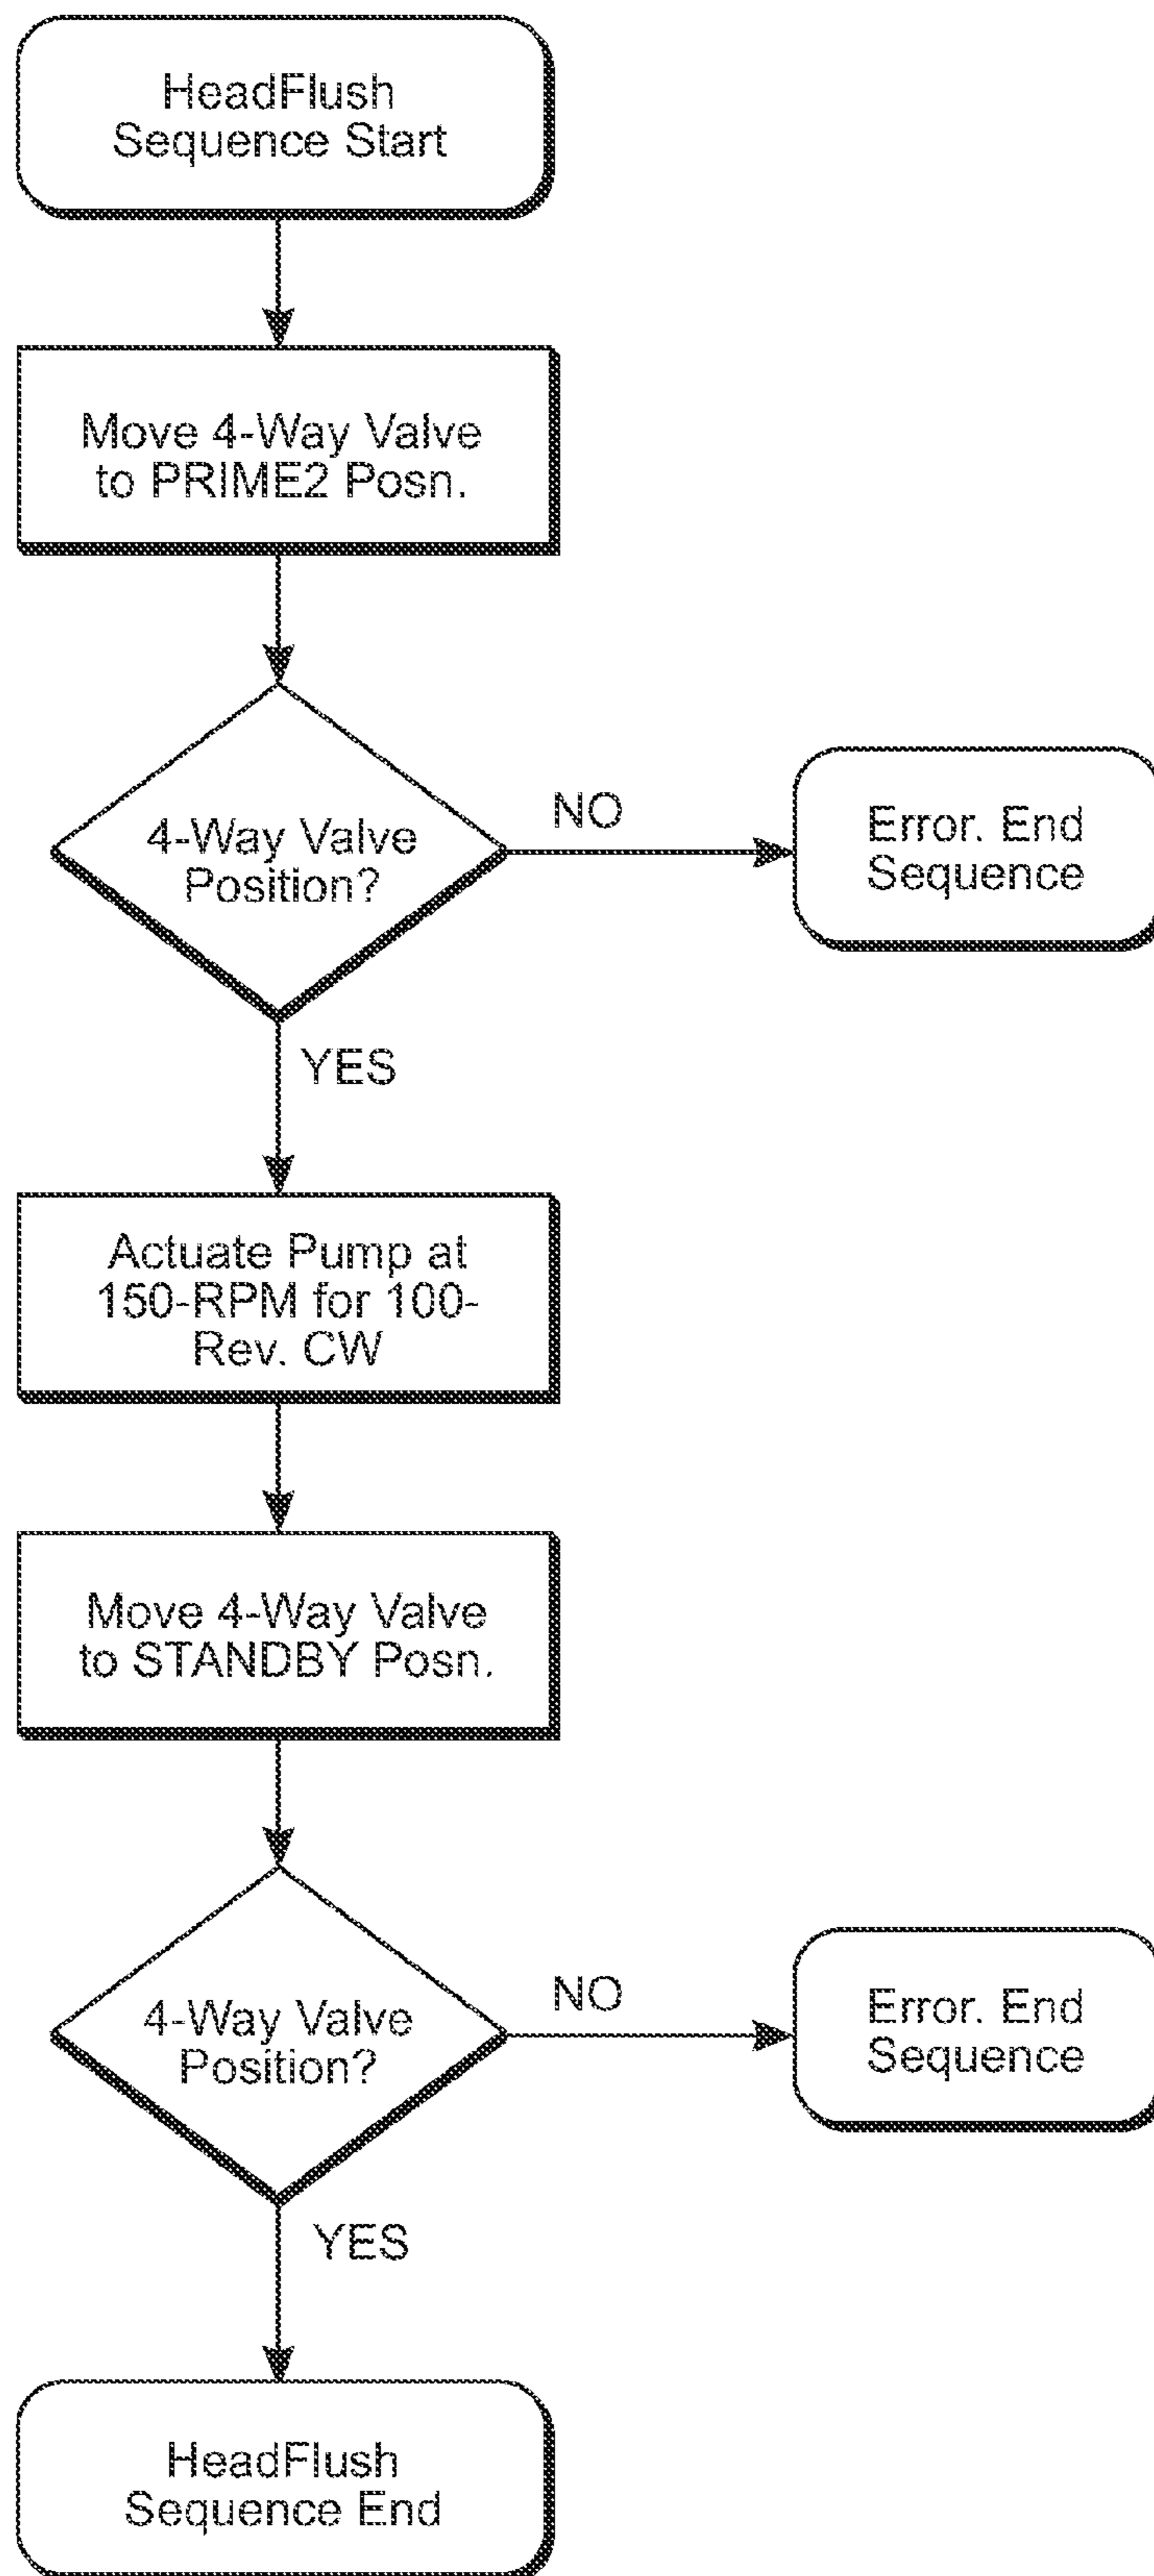 HeadFlush
Sequence Start
Move 4-Way Valve
to PRIME2 Posn.
4-Way Valve
Position?
NO
Error. End
Sequence
YES
Actuate Pump at
150-RPM for 100-
Rev. CW
Move 4-Way Valve
to STANDBY Posn.
4-Way Valve
Position?
NO
Error. End
Sequence
YES
HeadFlush
Sequence End